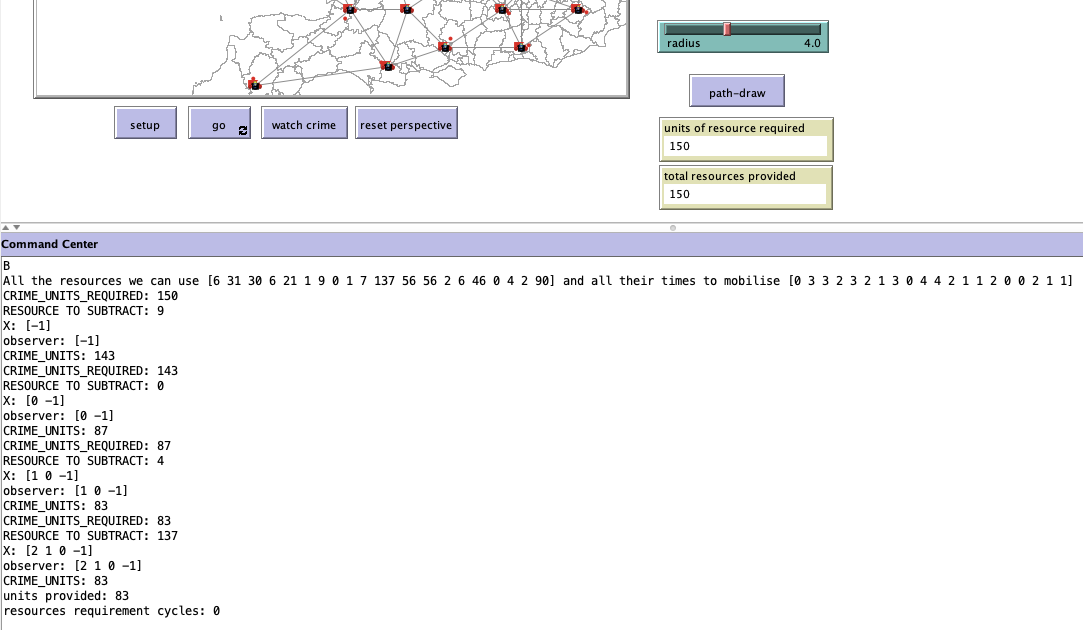 radius 4.0
path-draw
setup go watch crime reset perspective
units of resource required
150
total resources provided
150
Command Center
B
All the resources we can use [6 31 30 6 21 1 9 0 1 7 137 56 56 2 6 46 0 4 2 90] and all their times to mobilise [0 3 3 2 3 2 1 3 0 4 4 2 1 1 2 0 0 2 1 1]
CRIME_UNITS_REQUIRED: 150
RESOURCE TO SUBTRACT: 9
X: [-1]
observer: [-1]
CRIME_UNITS: 143
CRIME_UNITS_REQUIRED: 143
RESOURCE TO SUBTRACT: 0
X: [0 -1]
observer: [0 -1]
CRIME_UNITS: 87
CRIME_UNITS_REQUIRED: 87
RESOURCE TO SUBTRACT: 4
X: [1 0 -1]
observer: [1 0 -1]
CRIME_UNITS: 83
CRIME_UNITS_REQUIRED: 83
RESOURCE TO SUBTRACT: 137
X: [2 1 0 -1]
observer: [2 1 0 -1]
CRIME_UNITS: 83
units provided: 83
resources requirement cycles: 0